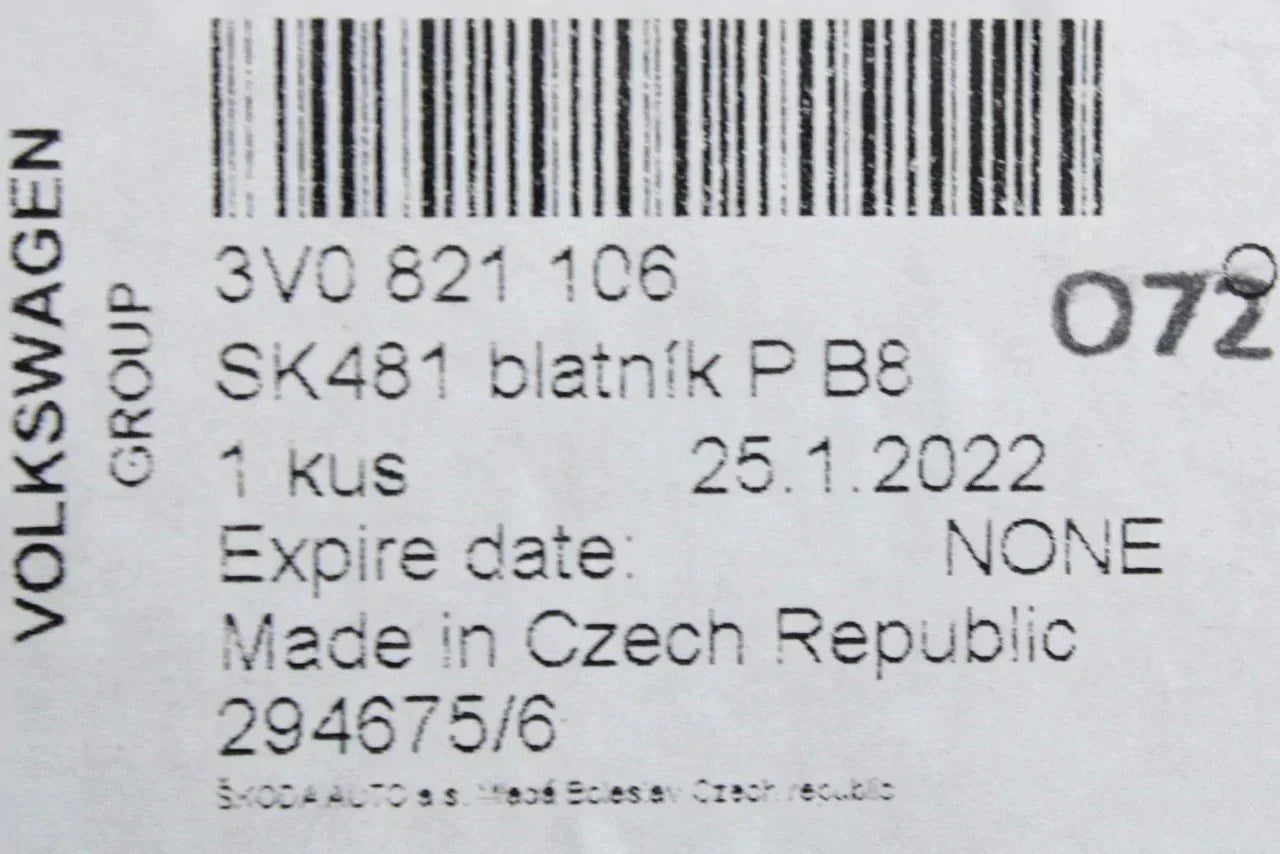 VOLKSWAGEN
GROUP
3V0 821 106
072
SK481 blatník P B8
1 kus 25.1.2022
Expire date: NONE
Made in Czech Republic
294675/6
ŠKODA AUTO a.s. Mladá Boleslav Czech republic